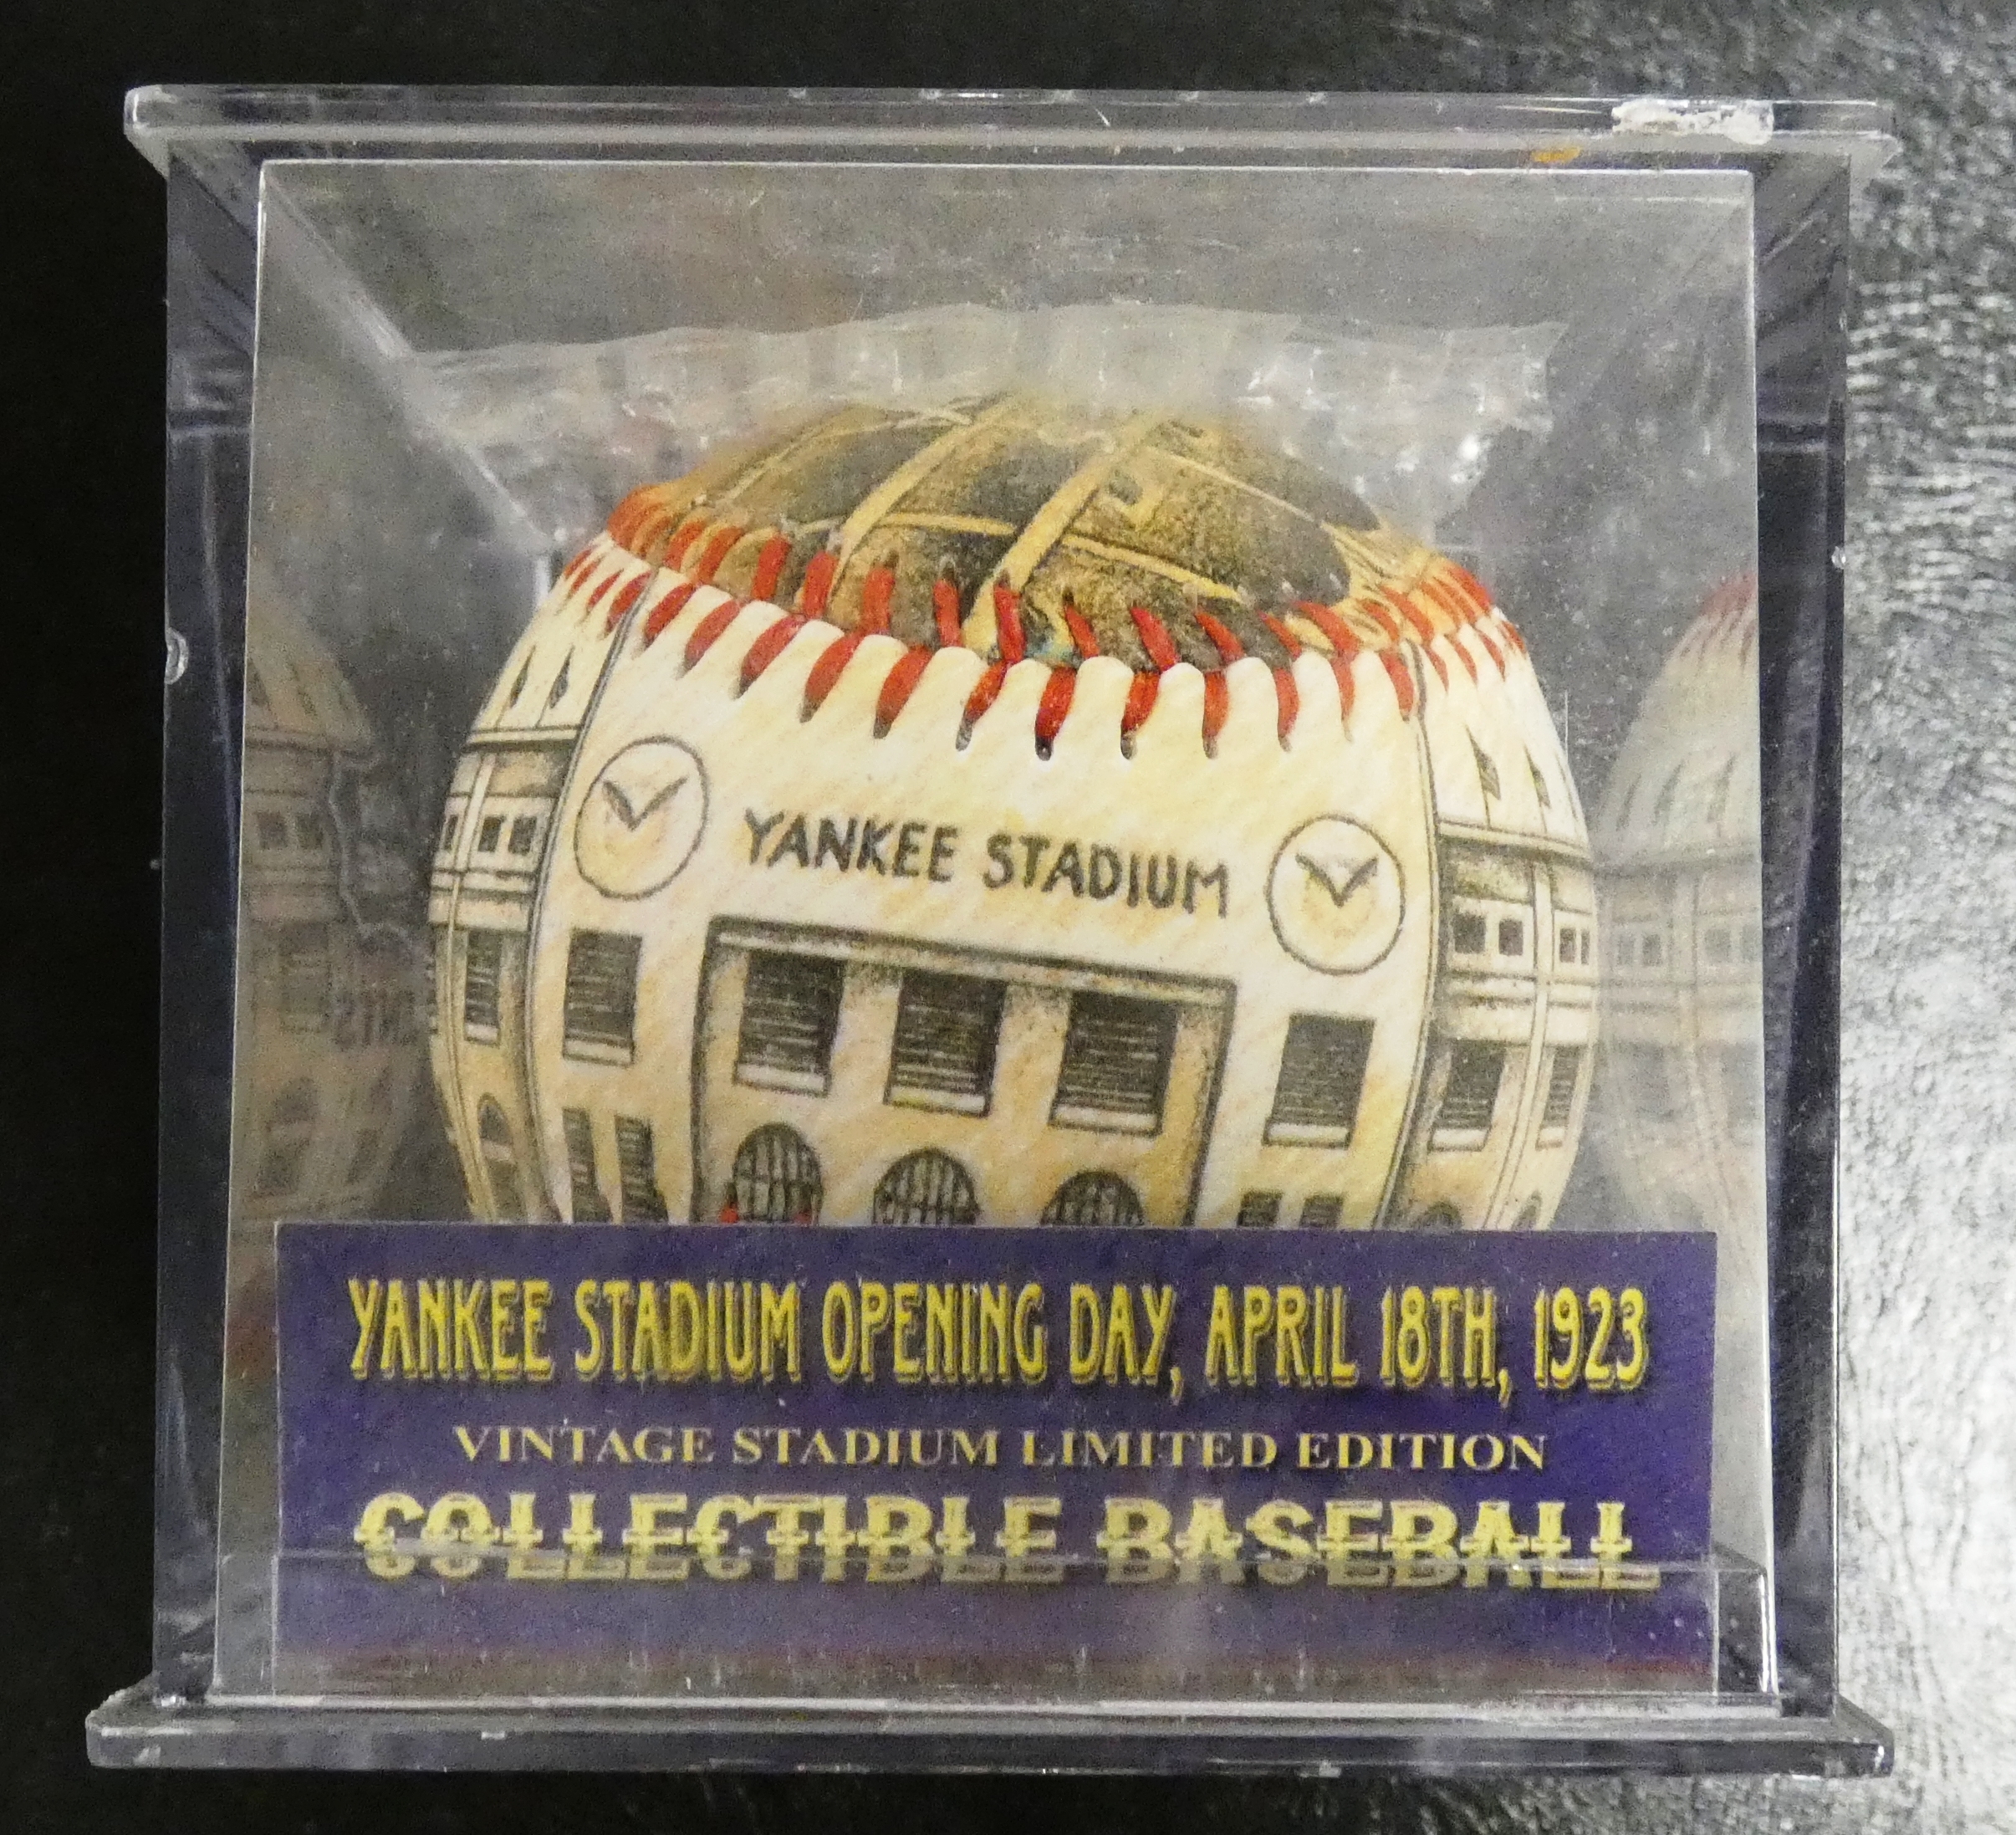 YANKEE STADIUM
YANKEE STADIUM OPENING DAY, APRIL 18TH, 1923
VINTAGE STADIUM LIMITED EDITION
COLLECTIBLE BASEBALL